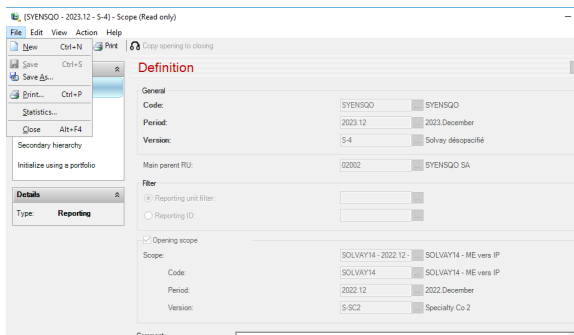 {SYENSQO - 2023.12 - S-4} - Scope (Read only)
File Edit View Action Help
New Ctrl+N
Print
Copy opening to closing
Save Ctrl+S
Save As...
Print... Ctrl+P
Statistics...
Close Alt+F4
Secondary hierarchy
Initialize using a portfolio
Details
Type: Reporting
Definition
General
Code: SYENSQO ... SYENSQO
Period: 2023.12 ... 2023.December
Version: S-4 ... Solvay désopacifié
Main parent RU: 02002 ... SYENSQO SA
Filter
Reporting unit filter: ...
Reporting ID: ...
Opening scope
Scope: SOLVAY14 - 2022.12 - ... SOLVAY14 - ME vers IP
Code: SOLVAY14 ... SOLVAY14 - ME vers IP
Period: 2022.12 ... 2022.December
Version: S-SC2 ... Specialty Co.2